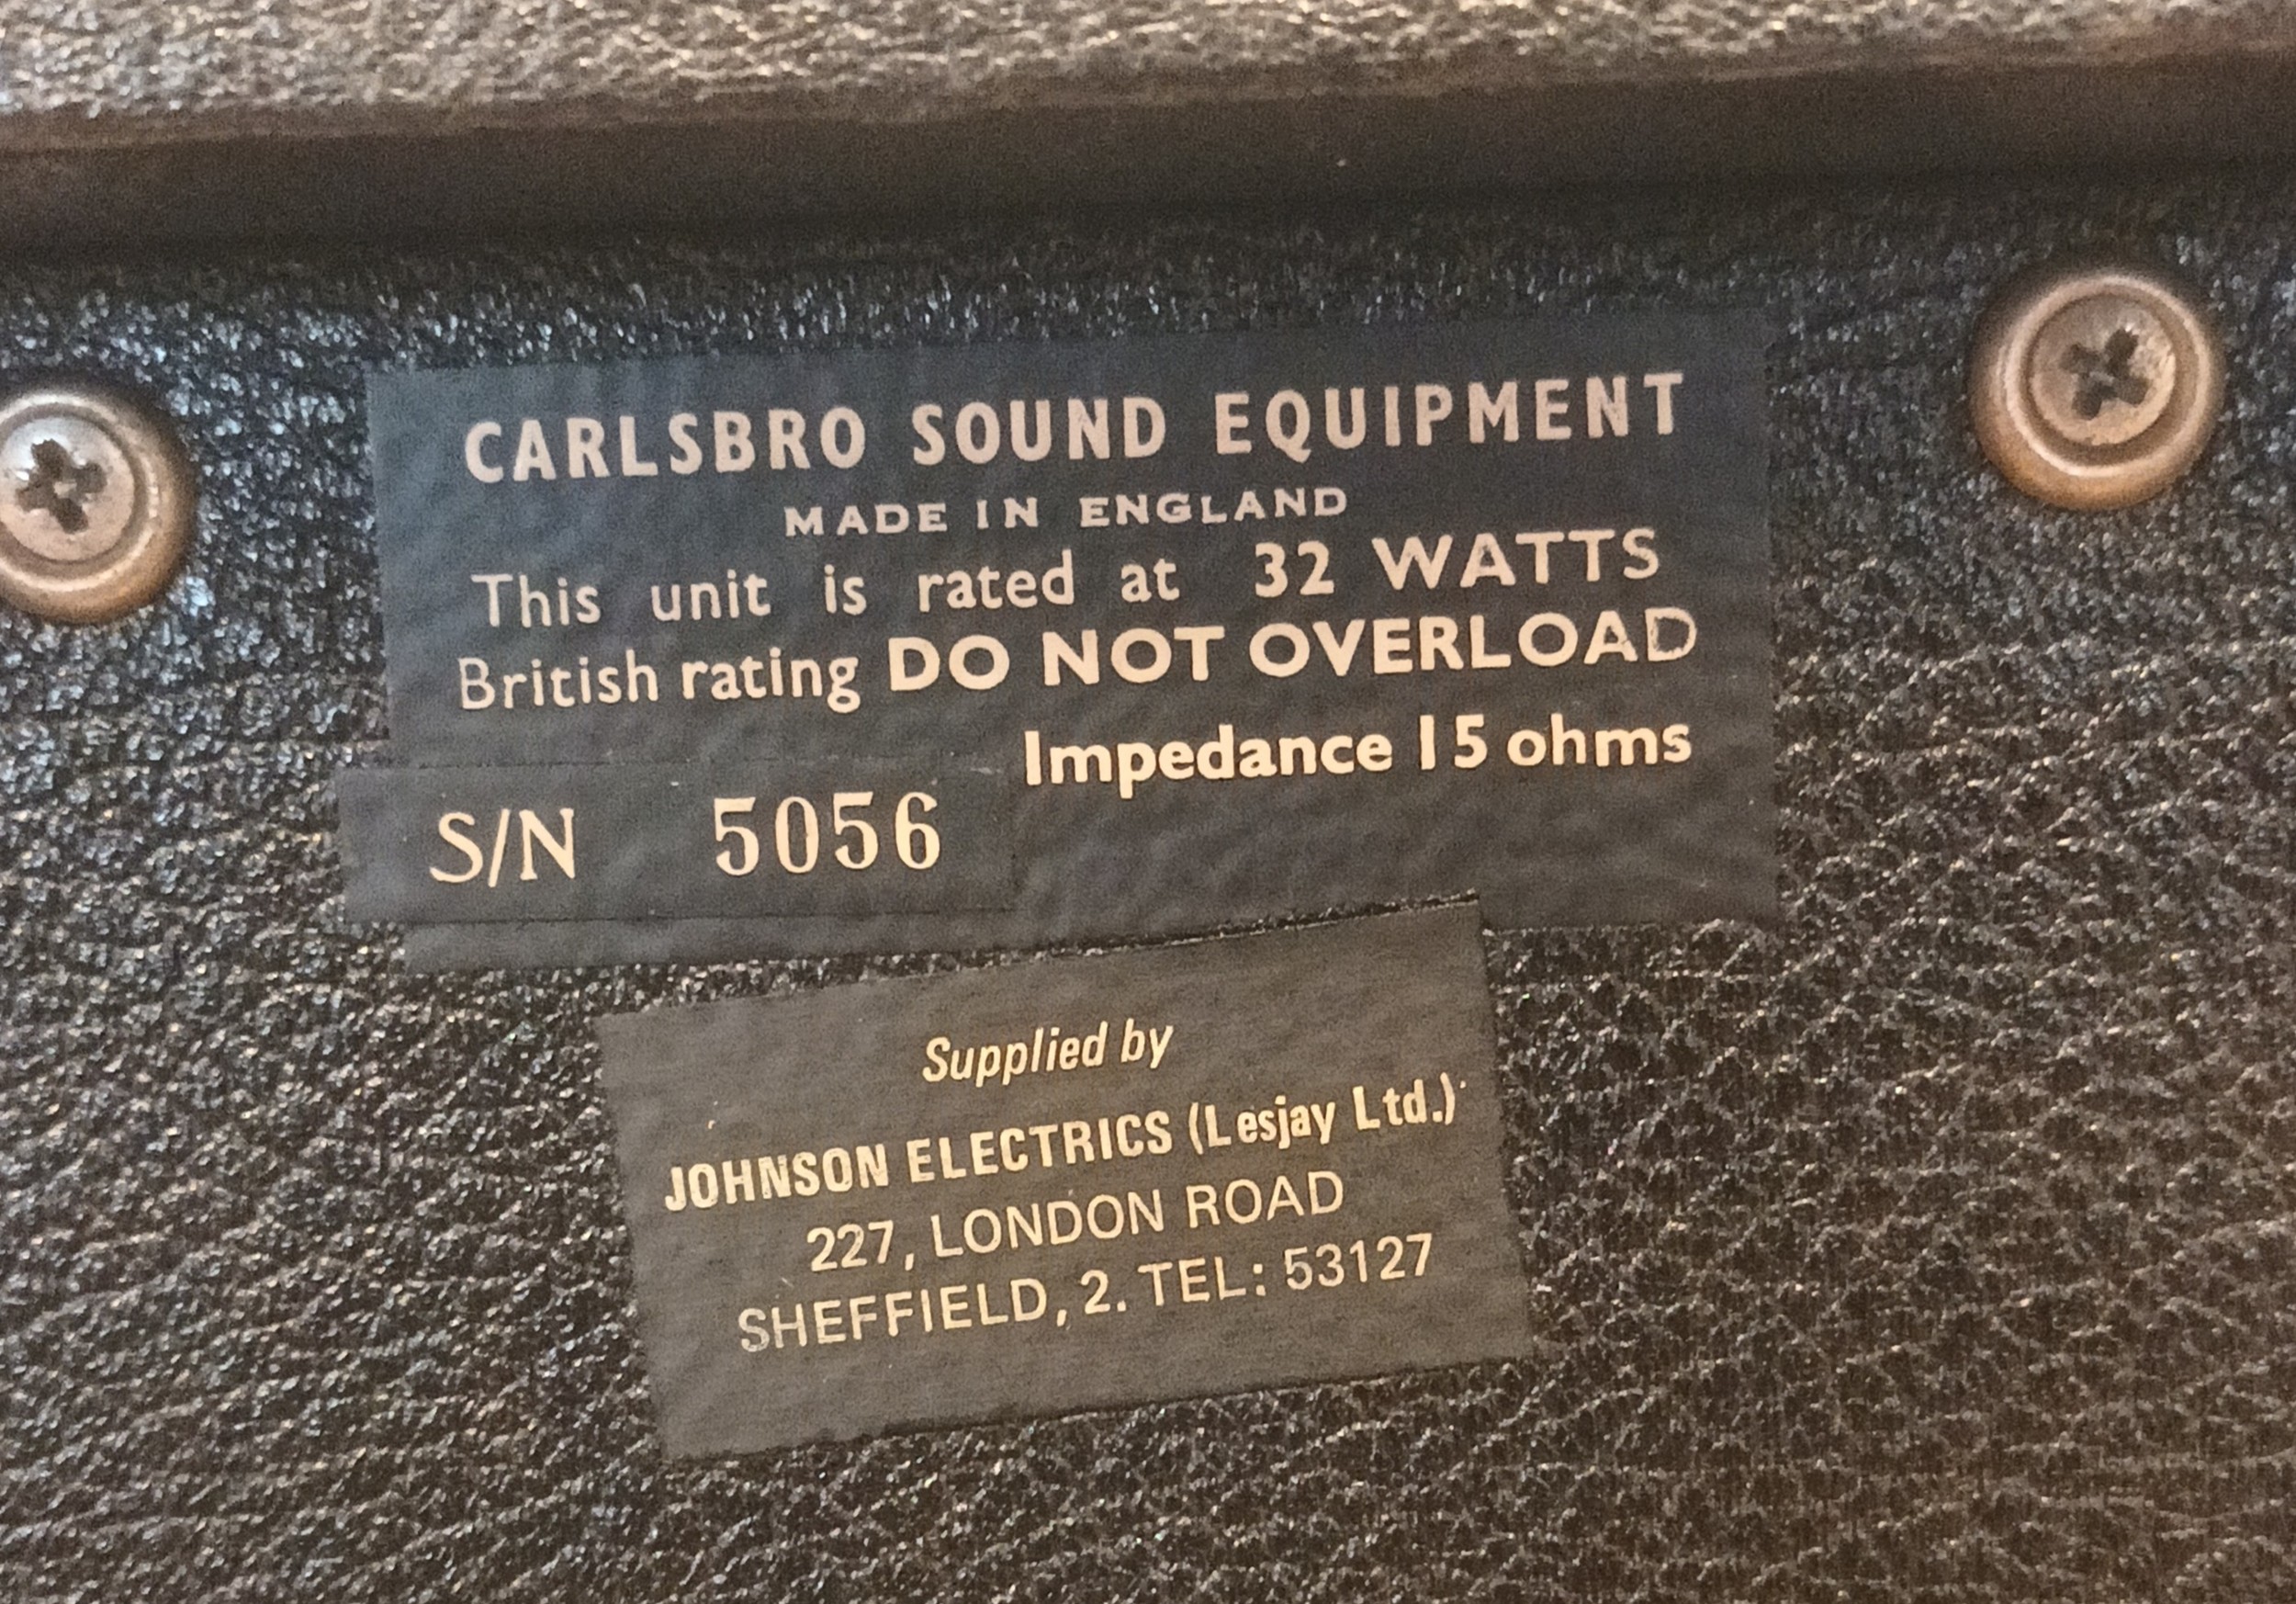 CARLSBRO SOUND EQUIPMENT
MADE IN ENGLAND
This unit is rated at 32 WATTS
British rating DO NOT OVERLOAD
Impedance 15 ohms
S/N 5056
Supplied by
JOHNSON ELECTRICS (Lesjay Ltd.)
227, LONDON ROAD
SHEFFIELD, 2. TEL: 53127